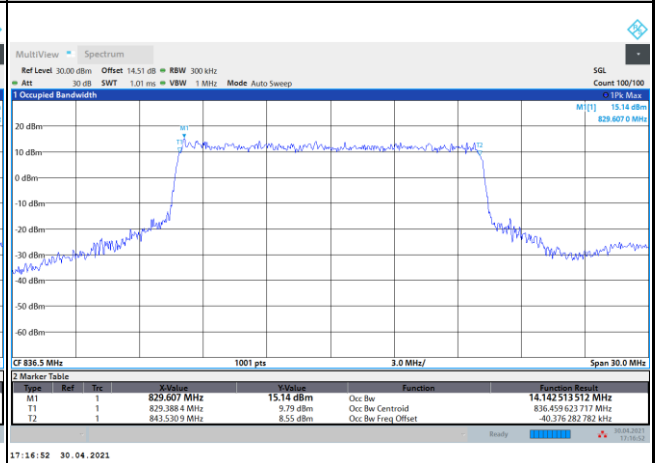 MultiView Spectrum
Ref Level 30.00 dBm Offset 14.51 dB RBW 300 kHz SGL
Att 30 dB SWT 1.01 ms VBW 1 MHz Mode Auto Sweep Count 100/100
1 Occupied Bandwidth 1Pk Max
M1[1] 15.14 dBm
829.607 0 MHz
20 dBm
M1
T1
T2
10 dBm
0 dBm
-10 dBm
-20 dBm
-30 dBm
-40 dBm
-50 dBm
-60 dBm
CF 836.5 MHz 1001 pts 3.0 MHz/ Span 30.0 MHz
2 Marker Table
Type Ref Trc X-Value Y-Value Function Function Result
M1 1 829.607 MHz 15.14 dBm Occ Bw 14.142 513 512 MHz
T1 1 829.388 4 MHz 9.79 dBm Occ Bw Centroid 836.459 623 717 MHz
T2 1 843.530 9 MHz 8.55 dBm Occ Bw Freq Offset -40.376 282 782 kHz
Ready 30.04.2021
17:16:52
17:16:52 30.04.2021